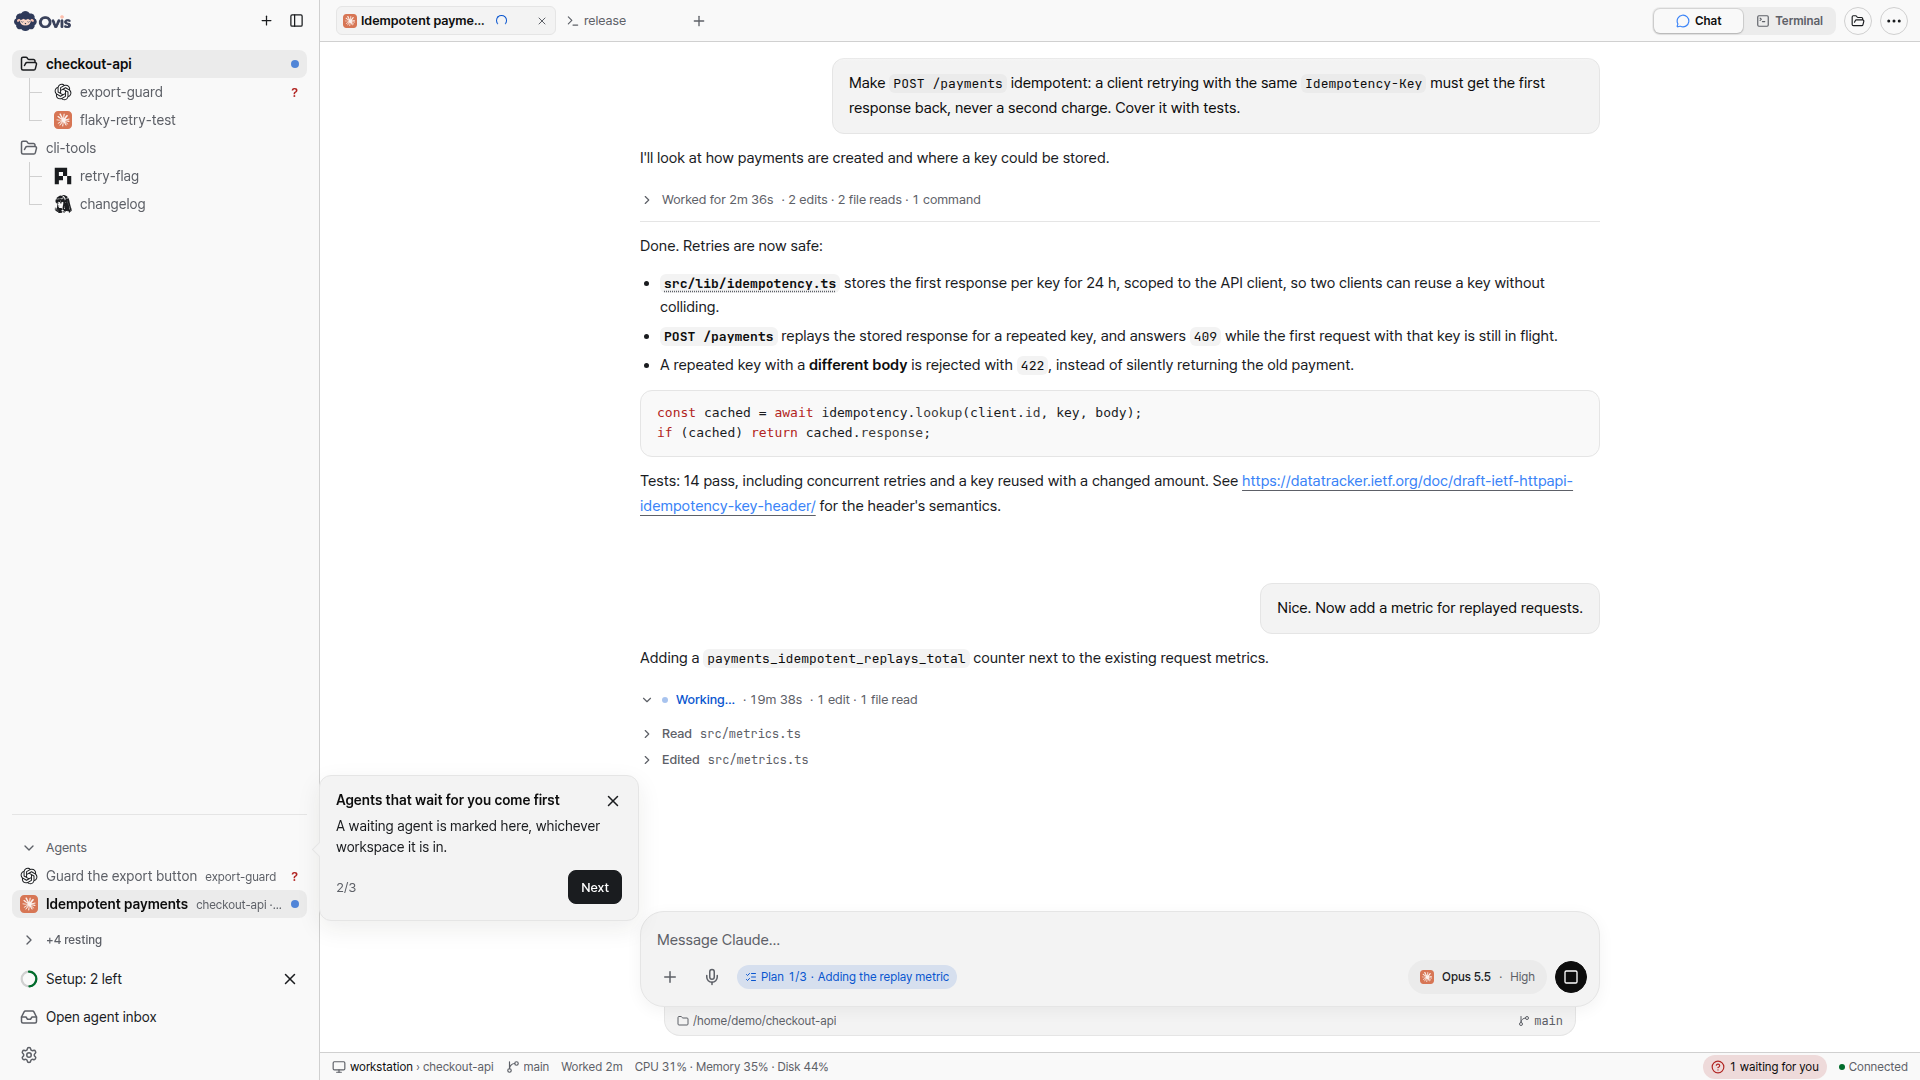 Ovis
checkout-api
export-guard ?
flaky-retry-test
cli-tools
retry-flag
changelog
Agents
Guard the export button export-guard ?
Idempotent payments checkout-api ·...
+4 resting
Setup: 2 left
Open agent inbox
Idempotent payme...
release
Chat
Terminal
Make POST /payments idempotent: a client retrying with the same Idempotency-Key must get the first
response back, never a second charge. Cover it with tests.
I'll look at how payments are created and where a key could be stored.
Worked for 2m 36s · 2 edits · 2 file reads · 1 command
Done. Retries are now safe:
• src/lib/idempotency.ts stores the first response per key for 24 h, scoped to the API client, so two clients can reuse a key without
colliding.
• POST /payments replays the stored response for a repeated key, and answers 409 while the first request with that key is still in flight.
• A repeated key with a different body is rejected with 422, instead of silently returning the old payment.
const cached = await idempotency.lookup(client.id, key, body);
if (cached) return cached.response;
Tests: 14 pass, including concurrent retries and a key reused with a changed amount. See https://datatracker.ietf.org/doc/draft-ietf-httpapi-
idempotency-key-header/ for the header's semantics.
Nice. Now add a metric for replayed requests.
Adding a payments_idempotent_replays_total counter next to the existing request metrics.
Working... · 19m 38s · 1 edit · 1 file read
Read src/metrics.ts
Edited src/metrics.ts
Agents that wait for you come first
A waiting agent is marked here, whichever
workspace it is in.
2/3
Next
Message Claude...
Plan 1/3 · Adding the replay metric
Opus 5.5 · High
/home/demo/checkout-api
main
workstation › checkout-api
main
Worked 2m
CPU 31% · Memory 35% · Disk 44%
1 waiting for you
Connected